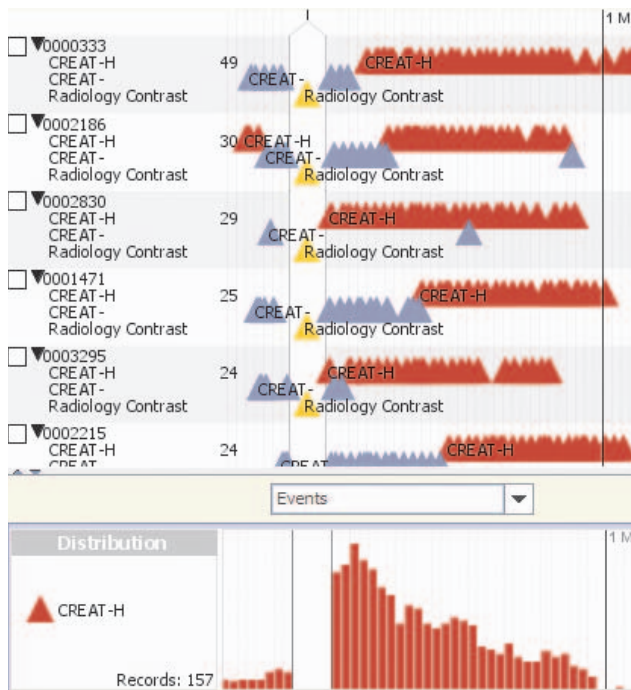 1 M
0000333
CREAT-H 49 CREAT-H
CREAT- CREAT-
Radiology Contrast Radiology Contrast
0002186
CREAT-H 30 CREAT-H
CREAT- CREAT-
Radiology Contrast Radiology Contrast
0002830
CREAT-H 29 CREAT-H
CREAT- CREAT-
Radiology Contrast Radiology Contrast
0001471
CREAT-H 25 CREAT-H
CREAT- CREAT-
Radiology Contrast Radiology Contrast
0003295
CREAT-H 24 CREAT-H
CREAT- CREAT-
Radiology Contrast Radiology Contrast
0002215
CREAT-H 24 CREAT-H
CREAT- CREAT
Events
Distribution 1 M
CREAT-H
Records: 157